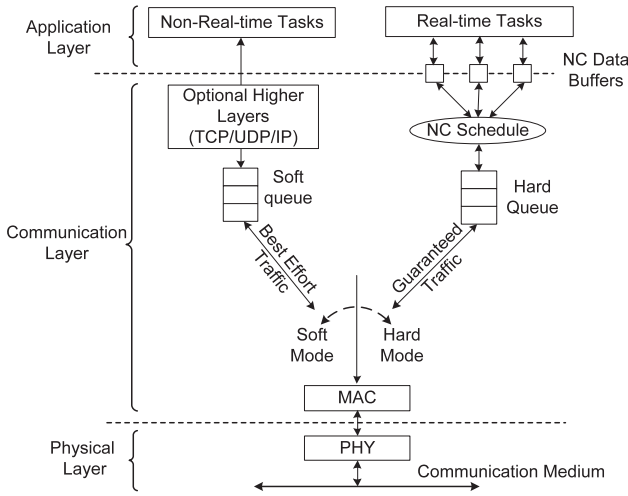 Application
Layer
Non-Real-time Tasks
Real-time Tasks
NC Data
Buffers
Optional Higher
Layers
(TCP/UDP/IP)
NC Schedule
Soft
queue
Hard
Queue
Communication
Layer
Best Effort
Traffic
Guaranteed
Traffic
Soft
Mode
Hard
Mode
MAC
Physical
Layer
PHY
Communication Medium